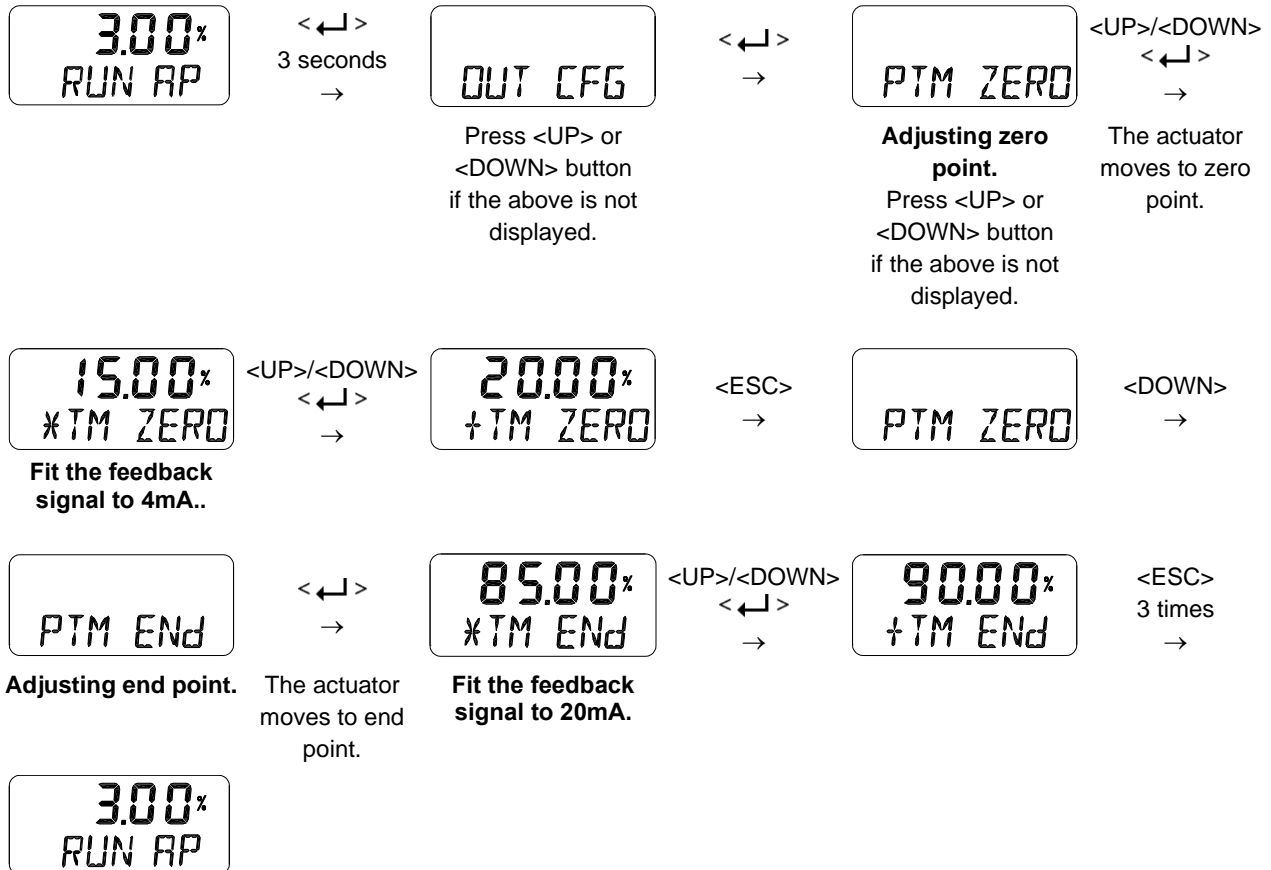 3.00%
RUN AP
< ↵ >
3 seconds
→
OUT CFG
Press <UP> or
<DOWN> button
if the above is not
displayed.
< ↵ >
→
PTM ZERO
Adjusting zero
point.
Press <UP> or
<DOWN> button
if the above is not
displayed.
<UP>/<DOWN>
< ↵ >
→
The actuator
moves to zero
point.
15.00%
*TM ZERO
Fit the feedback
signal to 4mA..
<UP>/<DOWN>
< ↵ >
→
20.00%
+TM ZERO
<ESC>
→
PTM ZERO
<DOWN>
→
PTM ENd
Adjusting end point.
< ↵ >
→
The actuator
moves to end
point.
85.00%
*TM ENd
Fit the feedback
signal to 20mA.
<UP>/<DOWN>
< ↵ >
→
90.00%
+TM ENd
<ESC>
3 times
→
3.00%
RUN AP